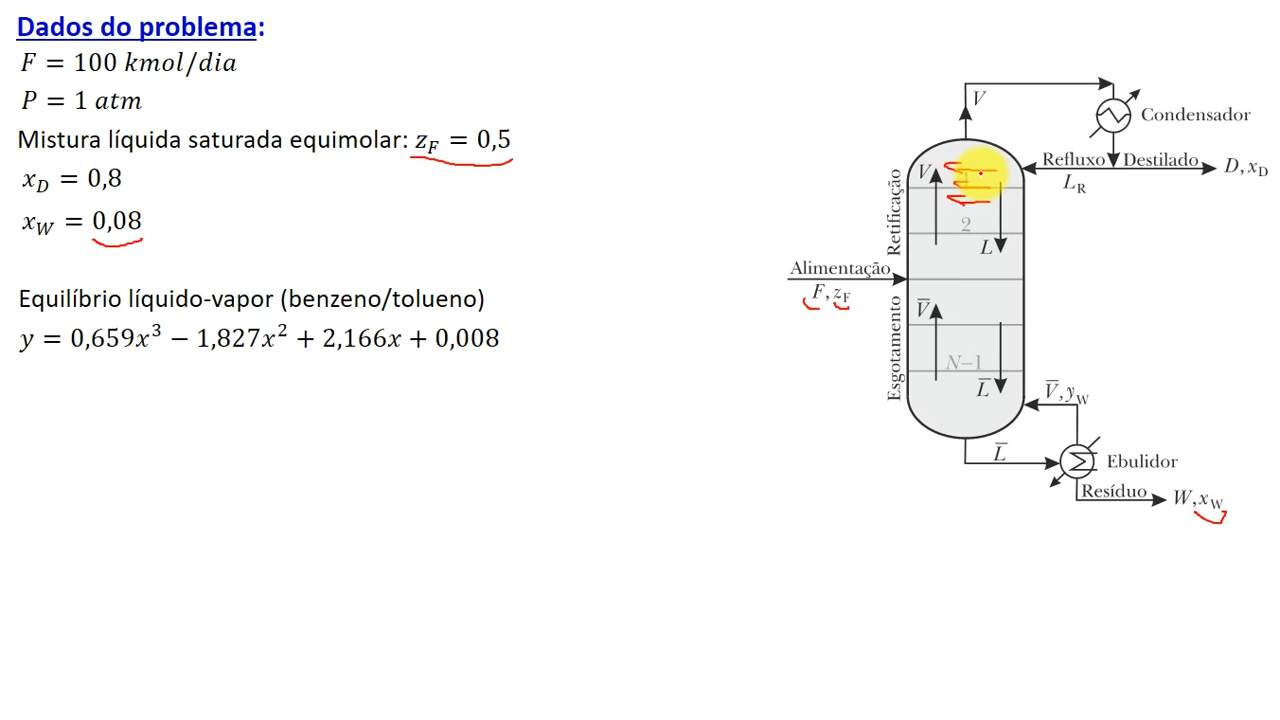 Dados do problema:
F = 100 kmol/dia
P = 1 atm
Mistura líquida saturada equimolar: z_F = 0,5
x_D = 0,8
x_W = 0,08
Equilíbrio líquido-vapor (benzeno/tolueno)
y = 0,659x³ − 1,827x² + 2,166x + 0,008
V
Condensador
Refluxo
Destilado
D, x_D
L_R
V
Retificação
2
L
Alimentação
F, z_F
V̅
Esgotamento
N−1
L̅
V̅, y_W
L̅
Ebulidor
Resíduo
W, x_W